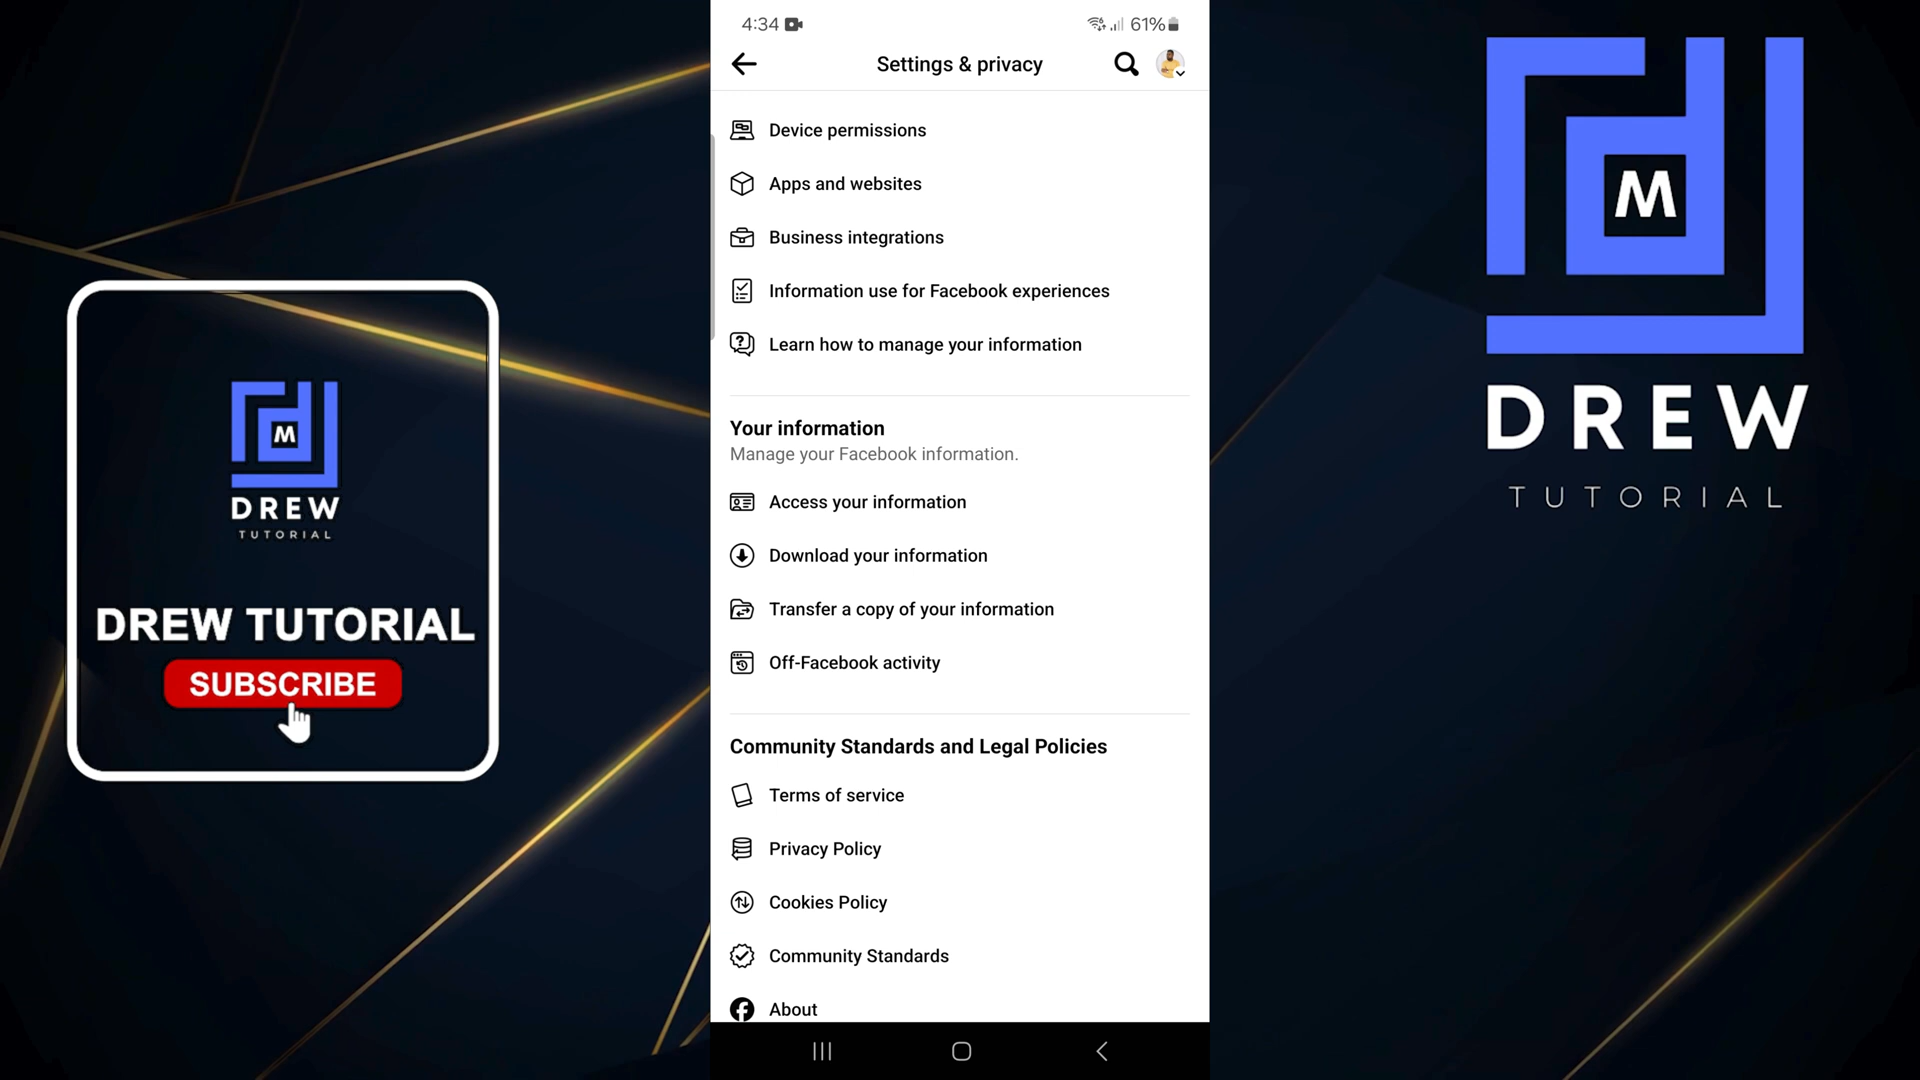 4:34
61%
Settings & privacy
Device permissions
Apps and websites
Business integrations
Information use for Facebook experiences
Learn how to manage your information
Your information
Manage your Facebook information.
Access your information
Download your information
Transfer a copy of your information
Off-Facebook activity
Community Standards and Legal Policies
Terms of service
Privacy Policy
Cookies Policy
Community Standards
About
M
DREW
TUTORIAL
DREW TUTORIAL
SUBSCRIBE
M
DREW
TUTORIAL